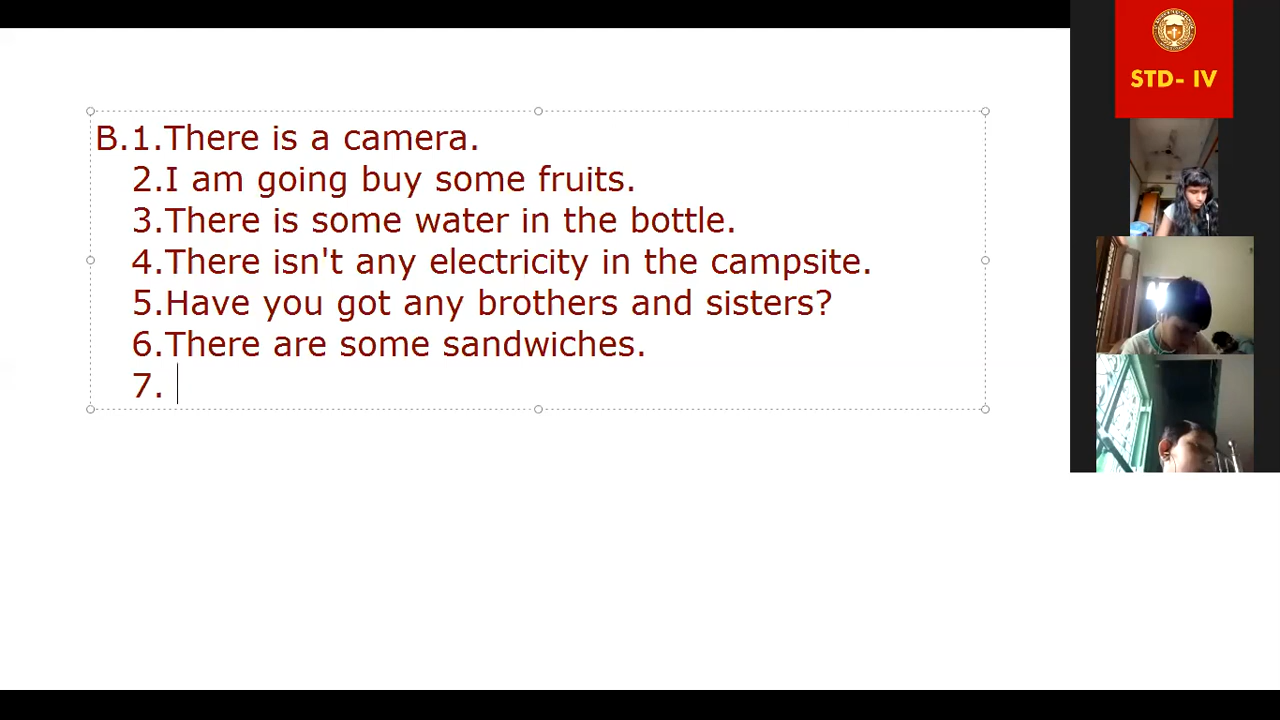 B.1.There is a camera.
2.I am going buy some fruits.
3.There is some water in the bottle.
4.There isn't any electricity in the campsite.
5.Have you got any brothers and sisters?
6.There are some sandwiches.
7.
STD- IV